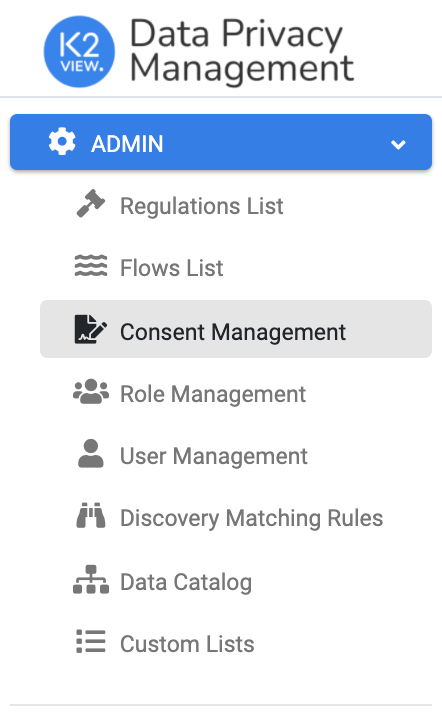 K2
VIEW.
Data Privacy
Management
ADMIN
Regulations List
Flows List
Consent Management
Role Management
User Management
Discovery Matching Rules
Data Catalog
Custom Lists